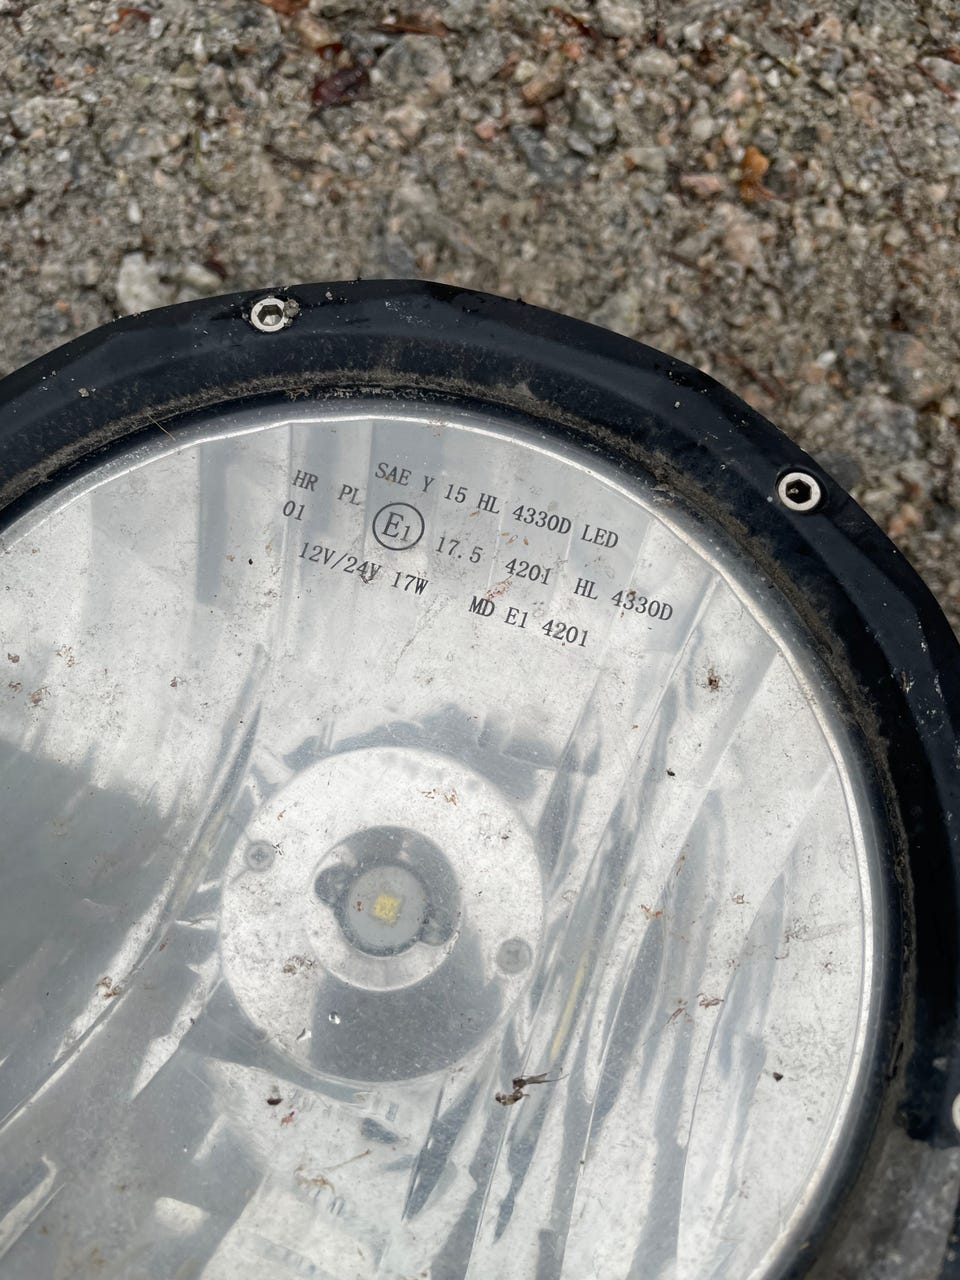 SAE Y 15 HL 4330D LED
HR PL E1 17.5 4201 HL 4330D
01
12V/24V 17W MD E1 4201